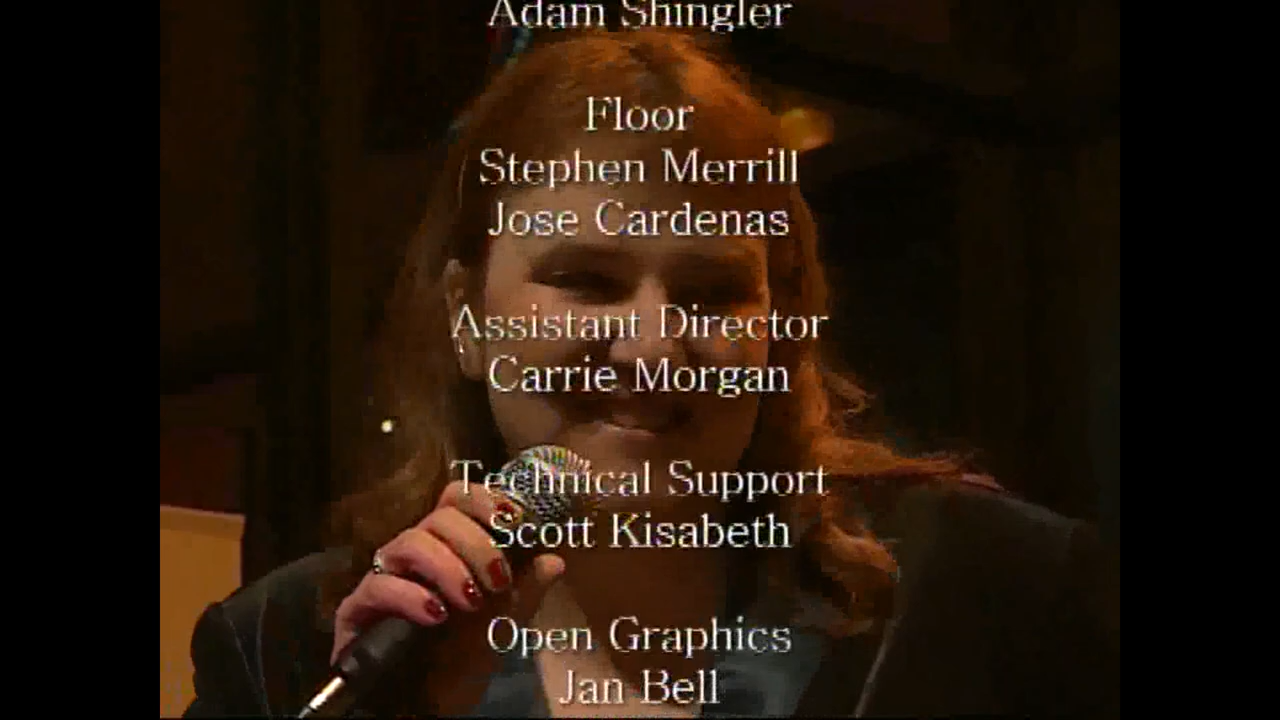 Adam Shingler
Floor
Stephen Merrill
Jose Cardenas
Assistant Director
Carrie Morgan
Technical Support
Scott Kisabeth
Open Graphics
Jan Bell